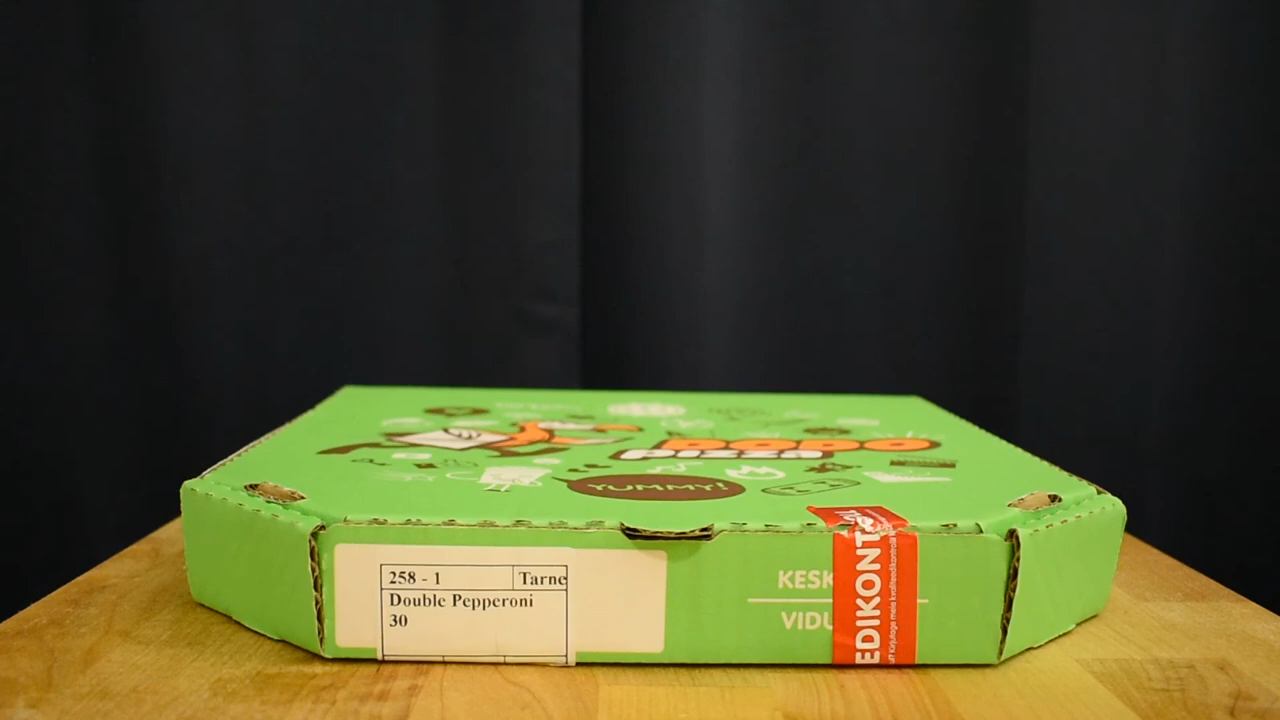 DODO
pizza
YUMMY!
258 - 1 Tarne
Double Pepperoni
30
KESK
VIDU
EDIKONT